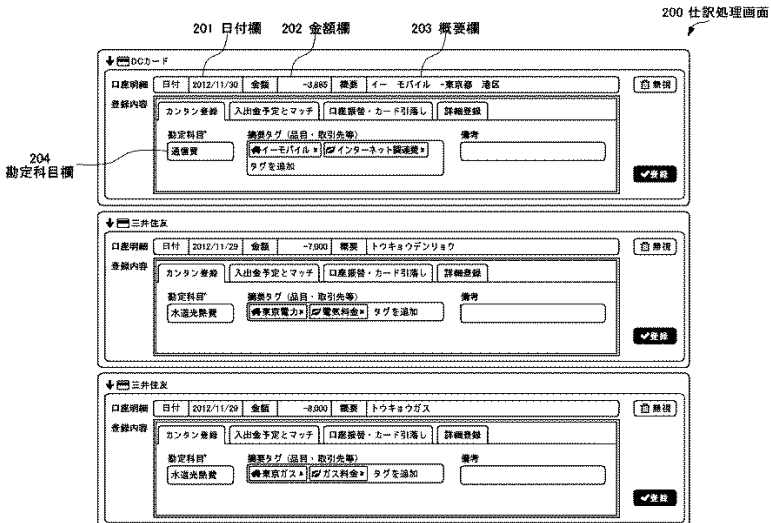 200 仕訳処理画面
201 日付欄 202 金額欄 203 概要欄
DCカード
口座明細 日付 2012/11/30 金額 -3,885 概要 イー モバイル -東京都 港区 無視
登録内容 カンタン登録 入出金予定とマッチ 口座振替・カード引落し 詳細登録
勘定科目* 摘要タグ (品目・取引先等) 備考
204
勘定科目欄
通信費 イーモバイル× インターネット関連費×
タグを追加
登録
三井住友
口座明細 日付 2012/11/29 金額 -7,900 概要 トウキョウデンリョク 無視
登録内容 カンタン登録 入出金予定とマッチ 口座振替・カード引落し 詳細登録
勘定科目* 摘要タグ (品目・取引先等) 備考
水道光熱費 東京電力× 電気料金× タグを追加
登録
三井住友
口座明細 日付 2012/11/29 金額 -8,900 概要 トウキョウガス 無視
登録内容 カンタン登録 入出金予定とマッチ 口座振替・カード引落し 詳細登録
勘定科目* 摘要タグ (品目・取引先等) 備考
水道光熱費 東京ガス× ガス料金× タグを追加
登録